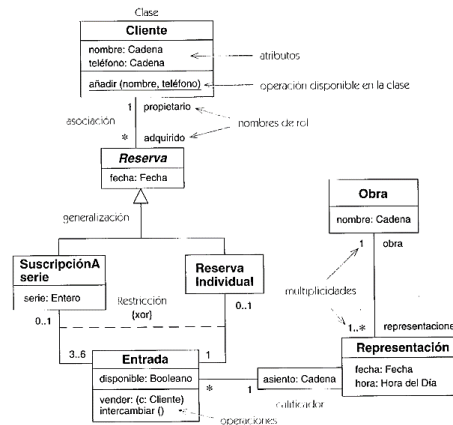 Clase
Cliente
nombre: Cadena
teléfono: Cadena
atributos
añadir (nombre, teléfono)
operación disponible en la clase
1 propietario
asociación
nombres de rol
* adquirido
Reserva
fecha: Fecha
generalización
Obra
nombre: Cadena
1 obra
SuscripciónA
serie
serie: Entero
Reserva
Individual
Restricción
{xor}
0..1
0..1
multiplicidades
3..6
1
1..*
representacione
Entrada
disponible: Booleano
vender: (c: Cliente)
intercambiar ()
*
1
asiento: Cadena
calificador
operaciones
Representación
fecha: Fecha
hora: Hora del Día